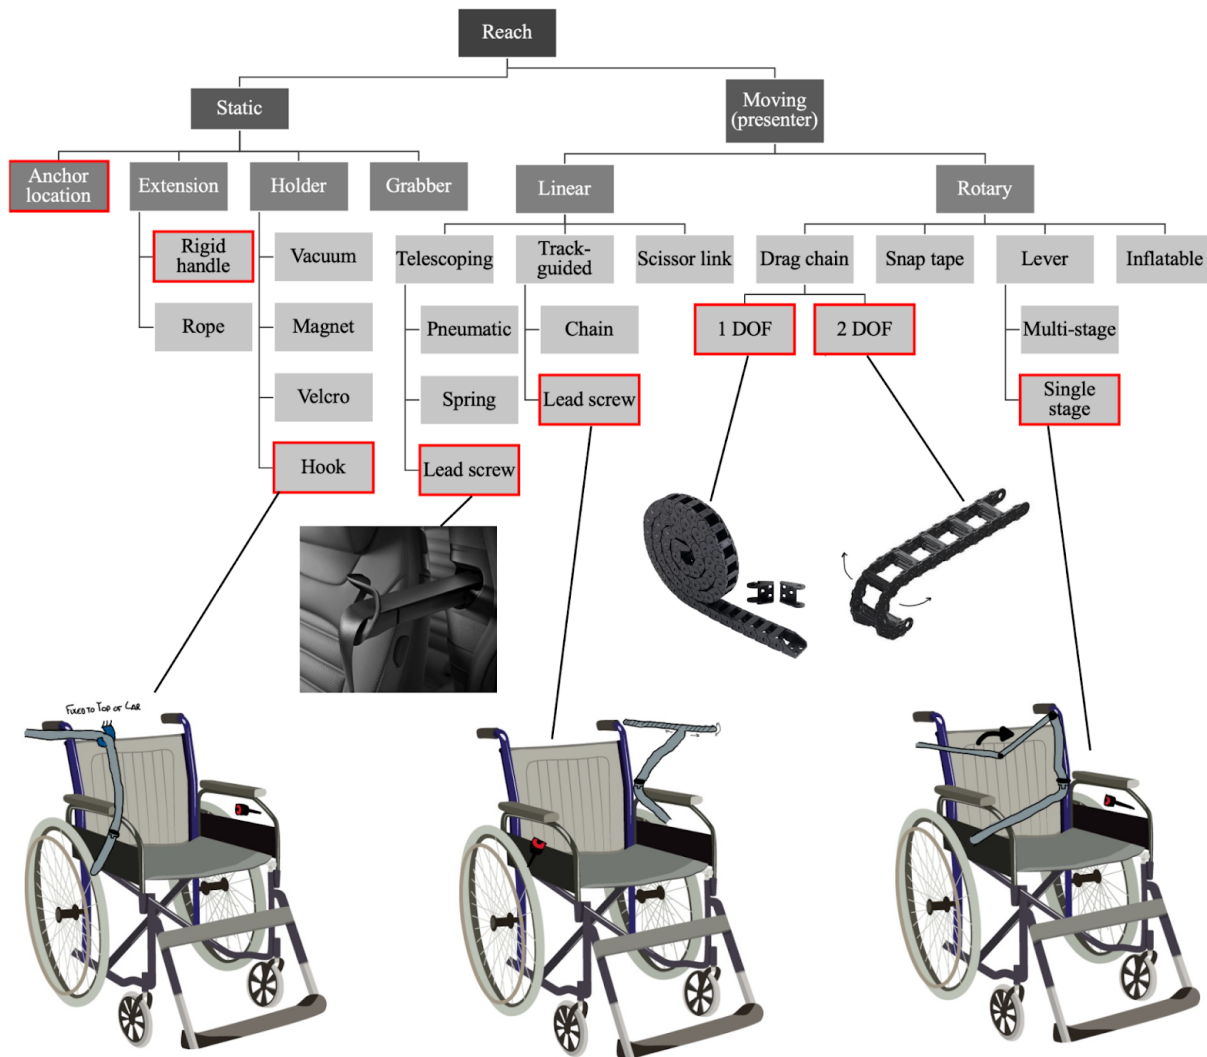 Reach
Static
Moving
(presenter)
Anchor
location
Extension
Holder
Grabber
Linear
Rotary
Rigid
handle
Vacuum
Telescoping
Track-
guided
Scissor link
Drag chain
Snap tape
Lever
Inflatable
Rope
Magnet
Pneumatic
Chain
1 DOF
2 DOF
Multi-stage
Velcro
Spring
Lead screw
Single
stage
Hook
Lead screw
FIXED TO TOP OF CAR